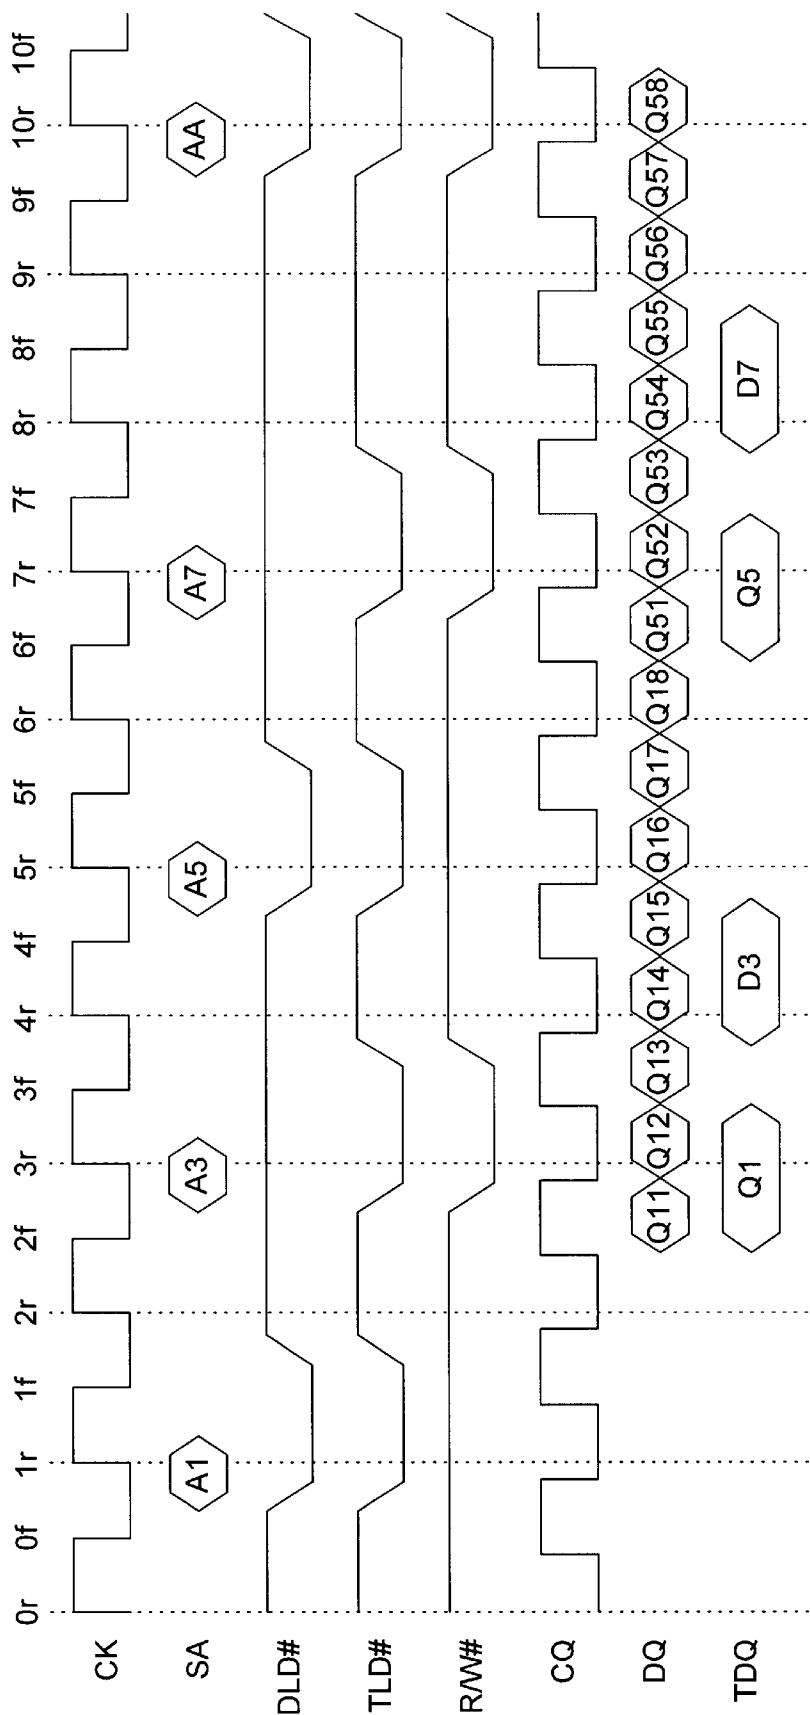 0r 0f 1r 1f 2r 2f 3r 3f 4r 4f 5r 5f 6r 6f 7r 7f 8r 8f 9r 9f 10r 10f
CK
SA A1 A3 A5 A7 AA
DLD#
TLD#
R/W#
CQ
DQ Q11 Q12 Q13 Q14 Q15 Q16 Q17 Q18 Q51 Q52 Q53 Q54 Q55 Q56 Q57 Q58
TDQ Q1 D3 Q5 D7